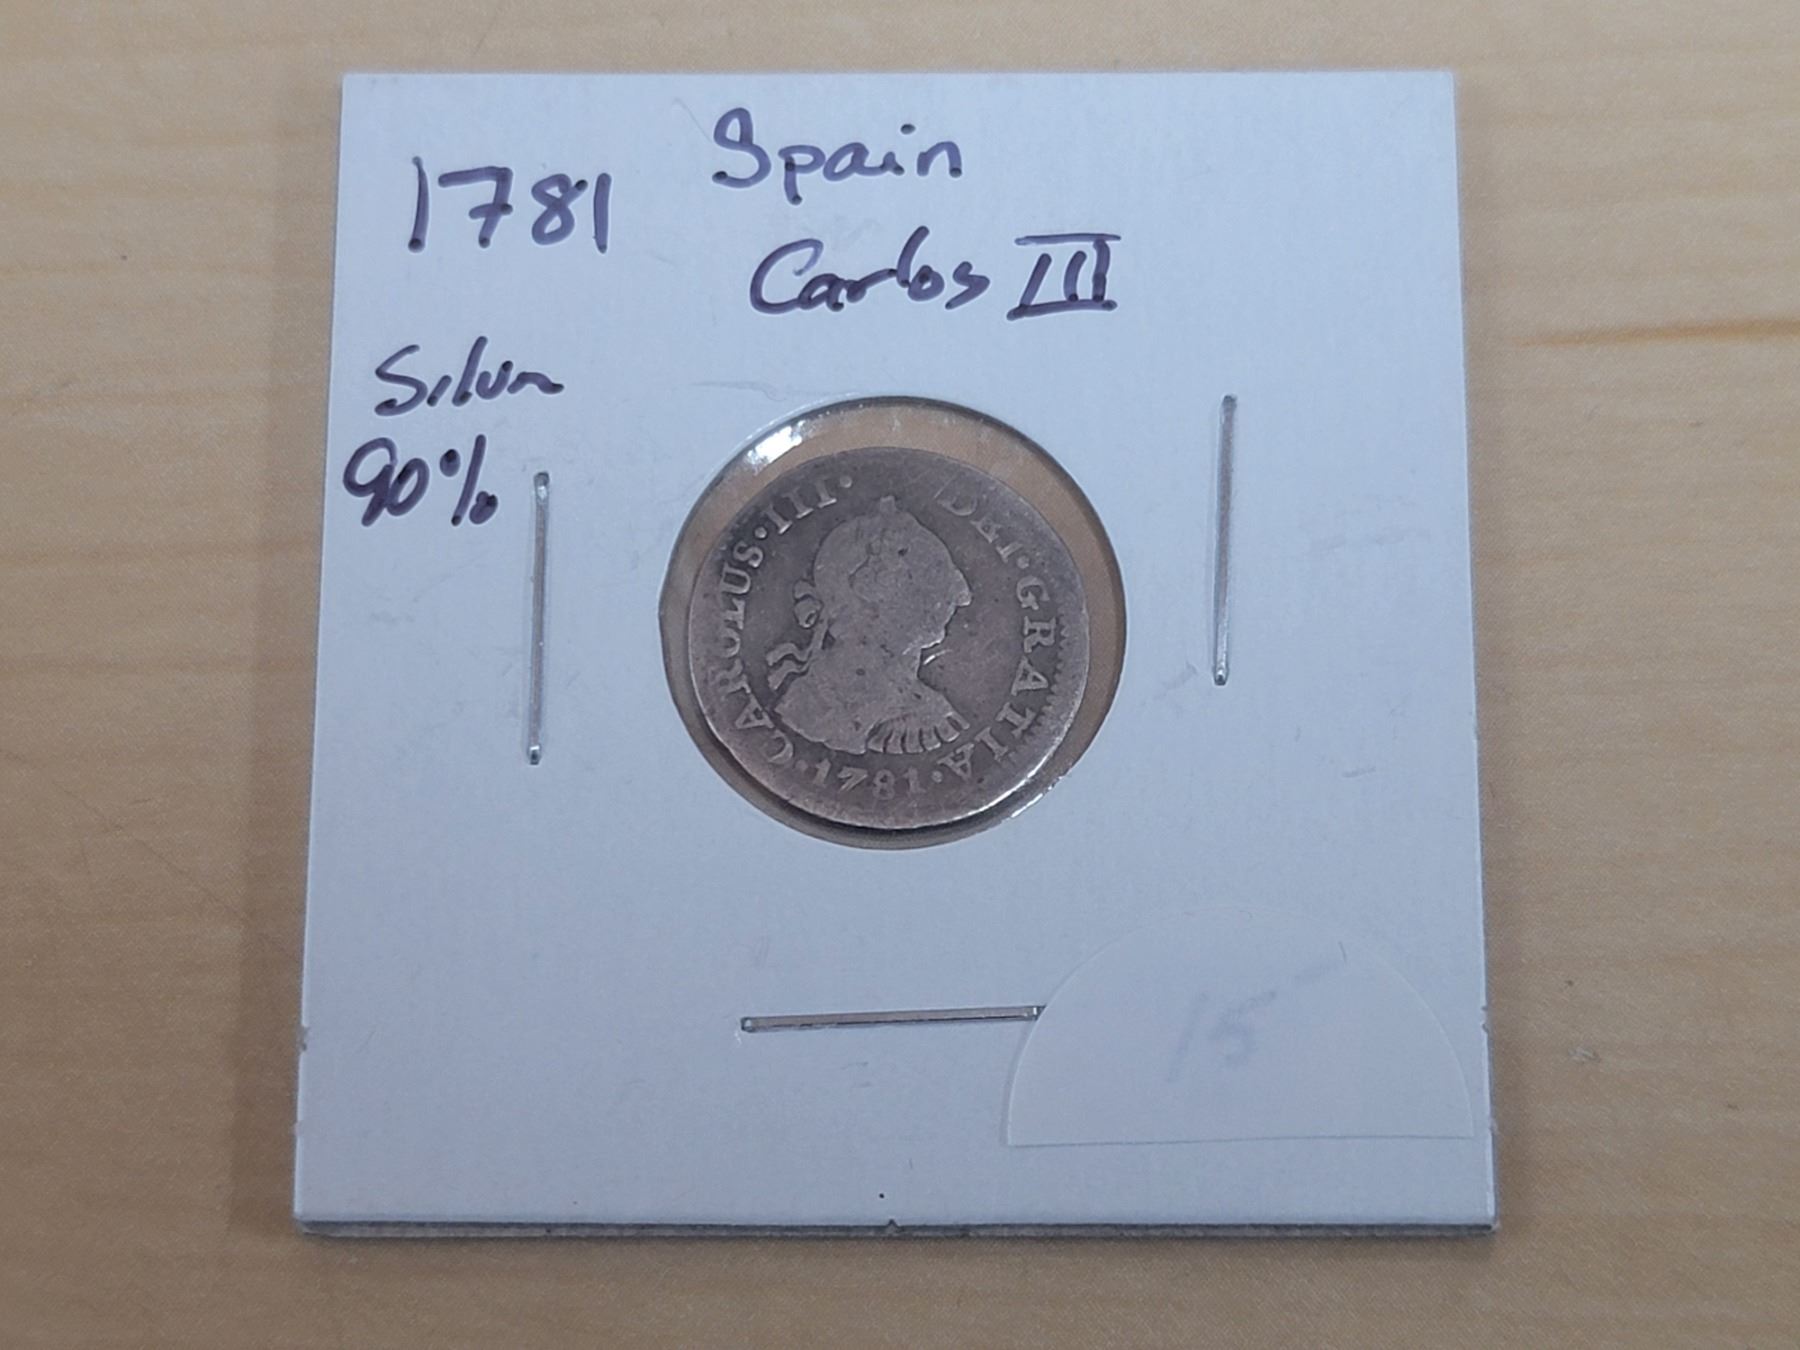 1781
Spain
Carlos III
Silver
90%
CAROLUS·III· DEI·GRATIA
·1781·
15